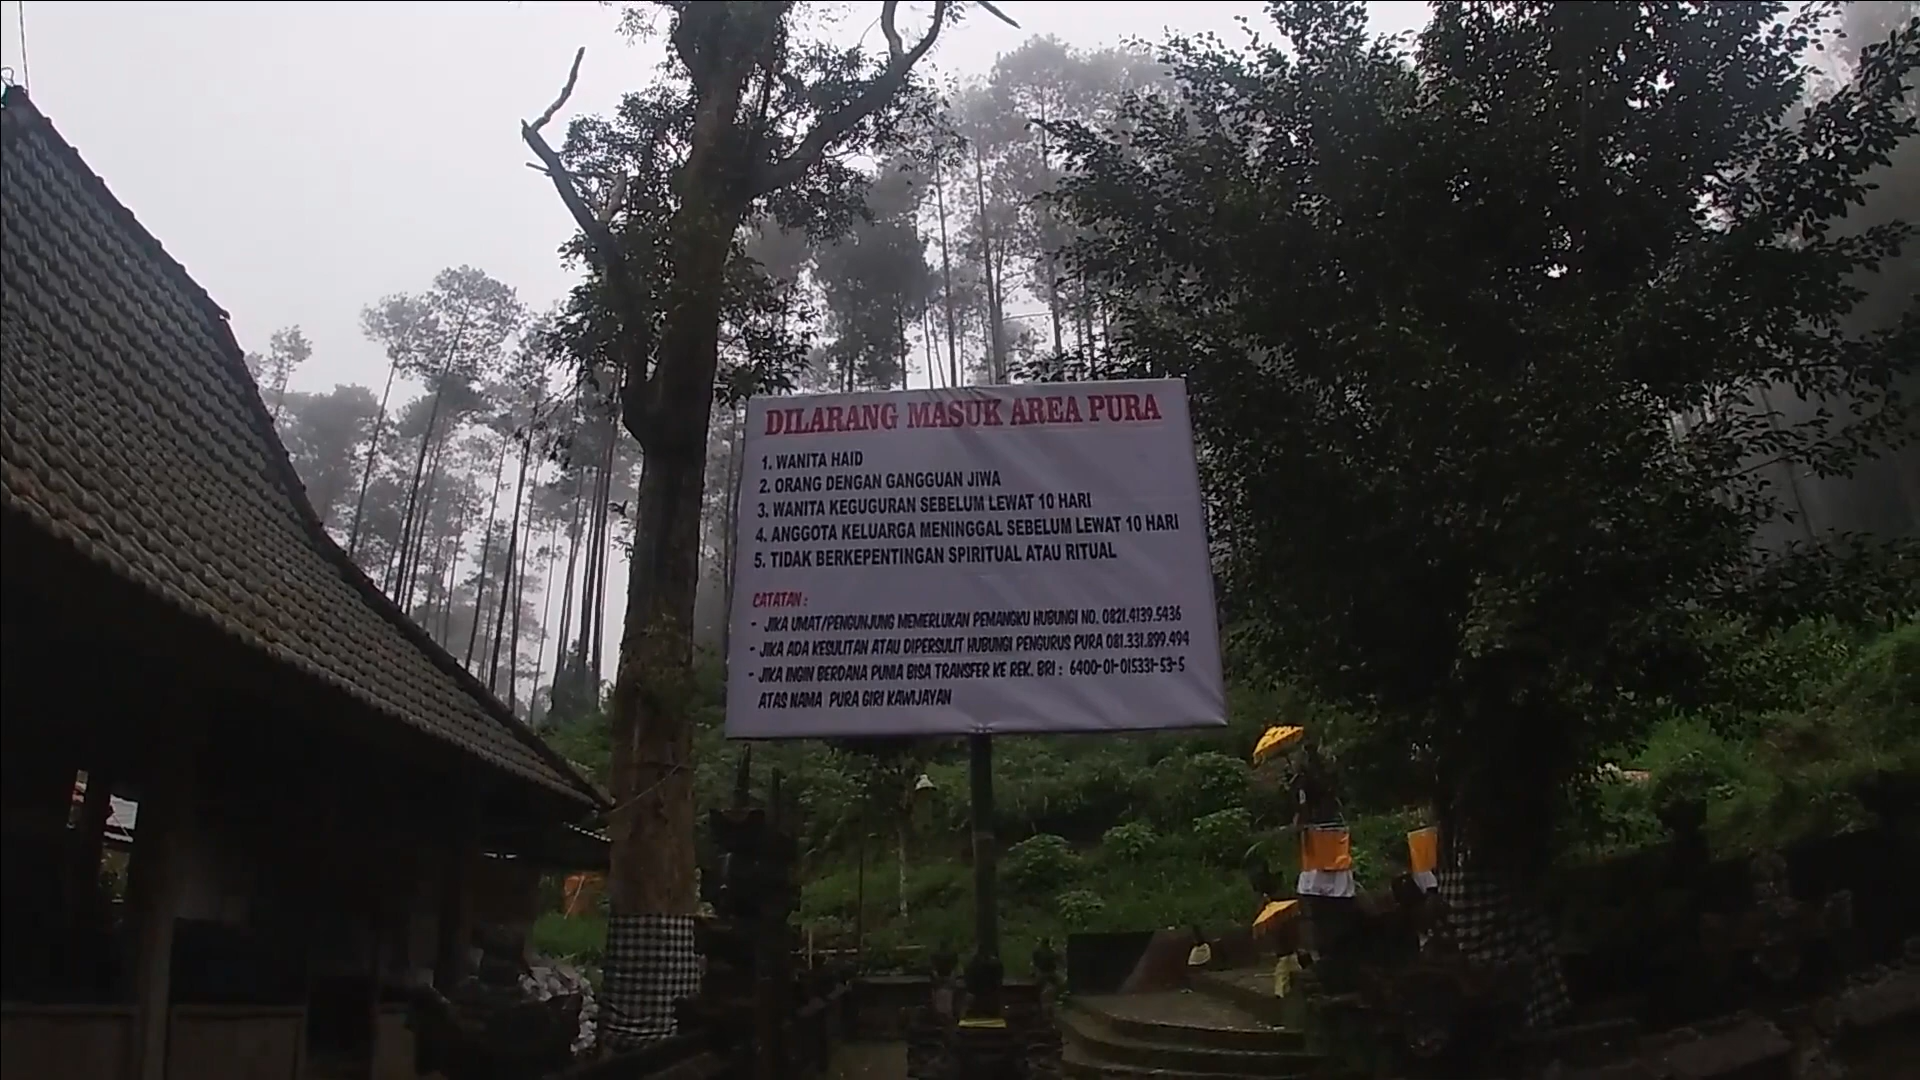 DILARANG MASUK AREA PURA
1. WANITA HAID
2. ORANG DENGAN GANGGUAN JIWA
3. WANITA KEGUGURAN SEBELUM LEWAT 10 HARI
4. ANGGOTA KELUARGA MENINGGAL SEBELUM LEWAT 10 HARI
5. TIDAK BERKEPENTINGAN SPIRITUAL ATAU RITUAL
CATATAN :
- JIKA UMAT/PENGUNJUNG MEMERLUKAN PEMANGKU HUBUNGI NO. 0821.4139.5436
- JIKA ADA KESULITAN ATAU DIPERSULIT HUBUNGI PENGURUS PURA 081.331.899.494
- JIKA INGIN BERDANA PUNIA BISA TRANSFER KE REK. BRI : 6400-01-015331-53-5
ATAS NAMA PURA GIRI KAWIJAYAN